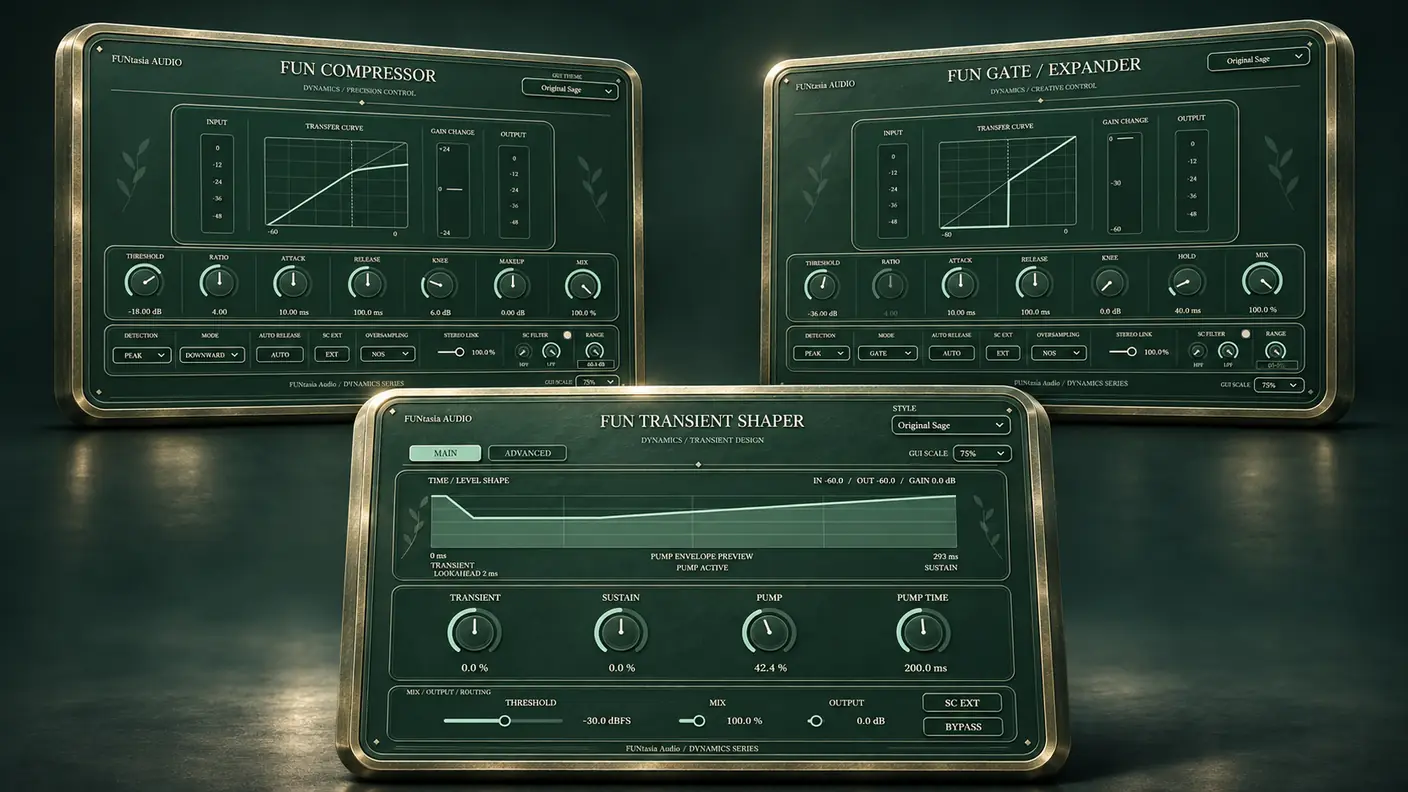 FUNtasia AUDIO
FUN COMPRESSOR
DYNAMICS / PRECISION CONTROL
GUI THEME
Original Sage
INPUT
0
-12
-24
-36
-48
TRANSFER CURVE
-60
0
GAIN CHANGE
+24
0
-24
OUTPUT
0
-12
-24
-36
-48
THRESHOLD
RATIO
ATTACK
RELEASE
KNEE
MAKEUP
MIX
-18.00 dB
4.00
10.00 ms
100.0 ms
6.0 dB
0.00 dB
100.0 %
DETECTION
MODE
AUTO RELEASE
SC EXT
OVERSAMPLING
STEREO LINK
SC FILTER
RANGE
PEAK
DOWNWARD
AUTO
EXT
NOS
100.0%
HPF
LPF
FUNtasia Audio / DYNAMICS SERIES
GUI SCALE
75%
FUNtasia AUDIO
FUN GATE / EXPANDER
DYNAMICS / CREATIVE CONTROL
Original Sage
INPUT
0
-12
-24
-36
-48
TRANSFER CURVE
-80
0
GAIN CHANGE
0
-30
-60
OUTPUT
0
-12
-24
-36
-48
THRESHOLD
RATIO
ATTACK
RELEASE
KNEE
HOLD
MIX
-36.00 dB
4.00
10.00 ms
100.0 ms
0.0 dB
40.0 ms
100.0 %
DETECTION
MODE
AUTO RELEASE
SC EXT
OVERSAMPLING
STEREO LINK
SC FILTER
RANGE
PEAK
GATE
AUTO
EXT
NOS
100.0%
HPF
LPF
FUNtasia Audio / DYNAMICS SERIES
GUI SCALE
75%
FUNtasia AUDIO
FUN TRANSIENT SHAPER
DYNAMICS / TRANSIENT DESIGN
STYLE
Original Sage
MAIN
ADVANCED
GUI SCALE
75%
TIME / LEVEL SHAPE
IN -60.0 / OUT -60.0 / GAIN 0.0 dB
0 ms
PUMP ENVELOPE PREVIEW
293 ms
TRANSIENT
PUMP ACTIVE
SUSTAIN
LOOKAHEAD 2 ms
TRANSIENT
SUSTAIN
PUMP
PUMP TIME
0.0 %
0.0 %
42.4 %
200.0 ms
MIX / OUTPUT / ROUTING
THRESHOLD
MIX
OUTPUT
SC EXT
-30.0 dBFS
100.0 %
0.0 dB
BYPASS
FUNtasia Audio / DYNAMICS SERIES